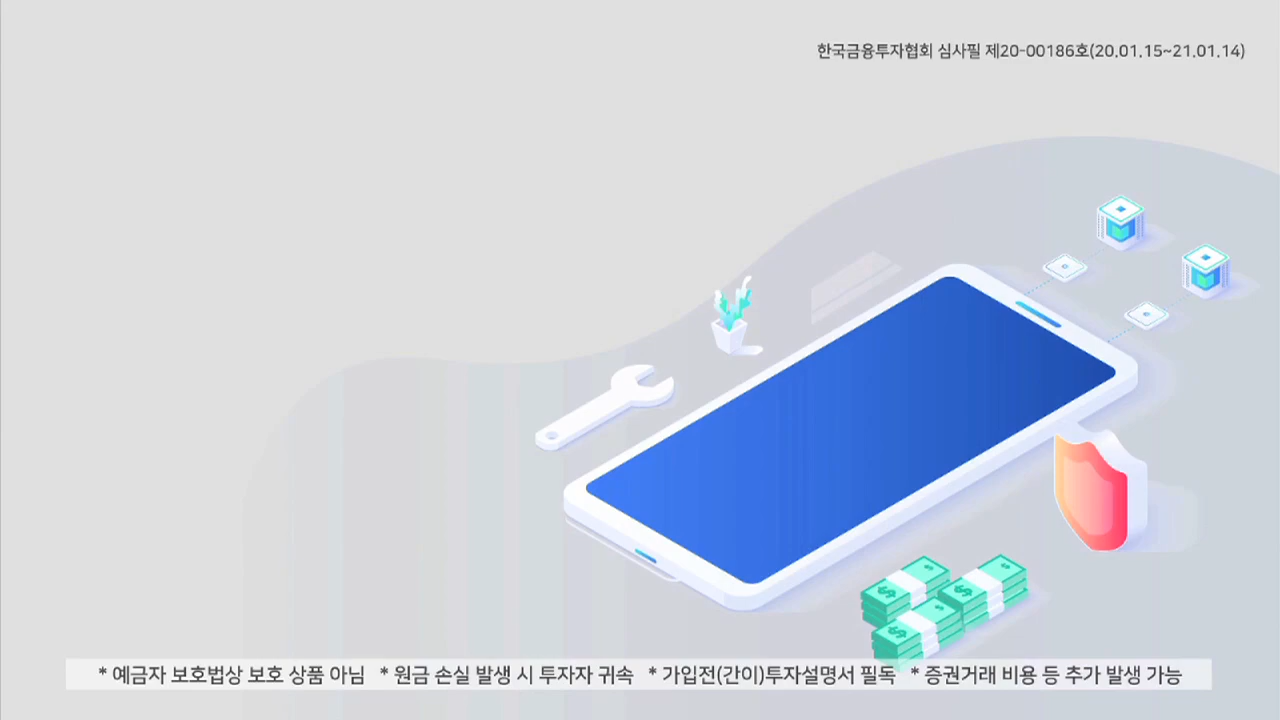 한국금융투자협회 심사필 제20-00186호(20.01.15~21.01.14)
* 예금자 보호법상 보호 상품 아님 * 원금 손실 발생 시 투자자 귀속 * 가입전(간이)투자설명서 필독 * 증권거래 비용 등 추가 발생 가능